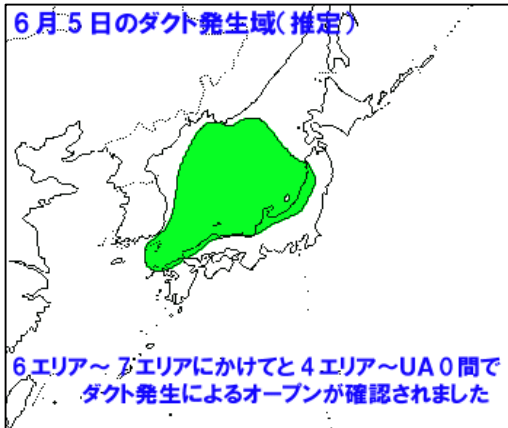 6月5日のダクト発生域(推定)
6エリア～7エリアにかけてと4エリア～UA0間で
ダクト発生によるオープンが確認されました